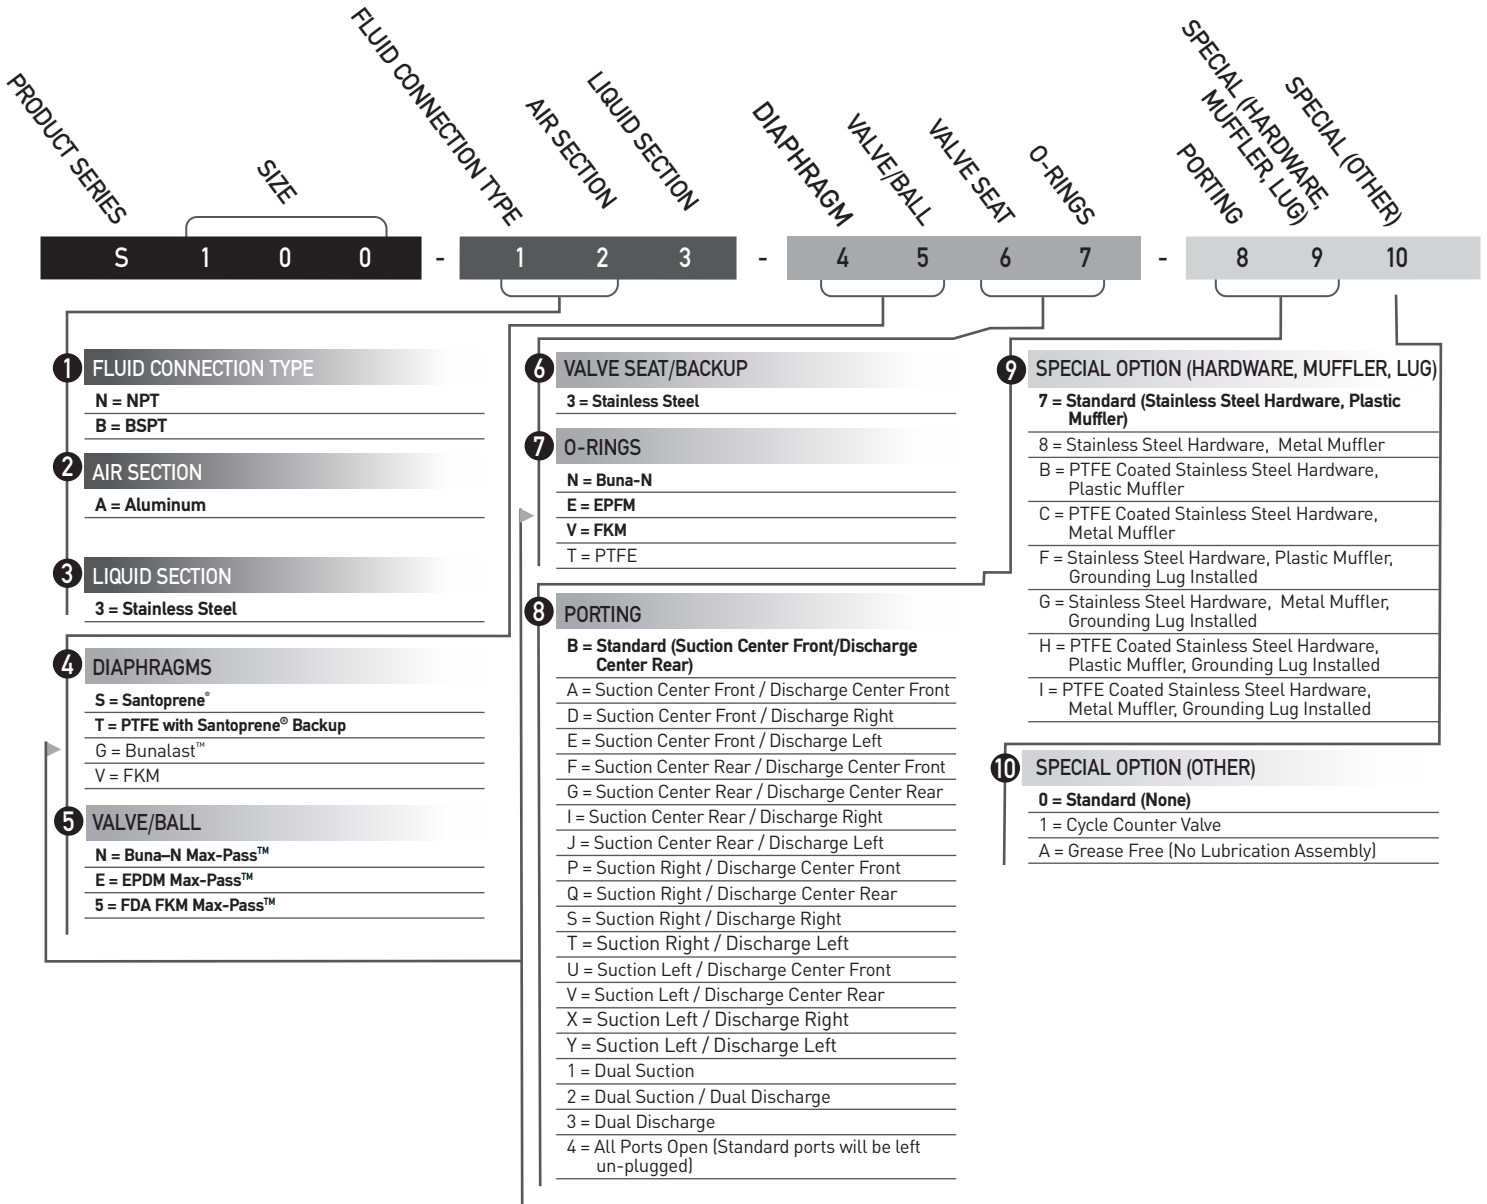 PRODUCT SERIES
SIZE
FLUID CONNECTION TYPE
AIR SECTION
LIQUID SECTION
DIAPHRAGM
VALVE/BALL
VALVE SEAT
O-RINGS
PORTING
SPECIAL (HARDWARE,
MUFFLER, LUG)
SPECIAL (OTHER)
S 1 0 0 - 1 2 3 - 4 5 6 7 - 8 9 10
1 FLUID CONNECTION TYPE
N = NPT
B = BSPT
2 AIR SECTION
A = Aluminum
3 LIQUID SECTION
3 = Stainless Steel
4 DIAPHRAGMS
S = Santoprene®
T = PTFE with Santoprene® Backup
G = Bunalast™
V = FKM
5 VALVE/BALL
N = Buna–N Max-Pass™
E = EPDM Max-Pass™
5 = FDA FKM Max-Pass™
6 VALVE SEAT/BACKUP
3 = Stainless Steel
7 O-RINGS
N = Buna-N
E = EPFM
V = FKM
T = PTFE
8 PORTING
B = Standard (Suction Center Front/Discharge
Center Rear)
A = Suction Center Front / Discharge Center Front
D = Suction Center Front / Discharge Right
E = Suction Center Front / Discharge Left
F = Suction Center Rear / Discharge Center Front
G = Suction Center Rear / Discharge Center Rear
I = Suction Center Rear / Discharge Right
J = Suction Center Rear / Discharge Left
P = Suction Right / Discharge Center Front
Q = Suction Right / Discharge Center Rear
S = Suction Right / Discharge Right
T = Suction Right / Discharge Left
U = Suction Left / Discharge Center Front
V = Suction Left / Discharge Center Rear
X = Suction Left / Discharge Right
Y = Suction Left / Discharge Left
1 = Dual Suction
2 = Dual Suction / Dual Discharge
3 = Dual Discharge
4 = All Ports Open (Standard ports will be left
un-plugged)
9 SPECIAL OPTION (HARDWARE, MUFFLER, LUG)
7 = Standard (Stainless Steel Hardware, Plastic
Muffler)
8 = Stainless Steel Hardware, Metal Muffler
B = PTFE Coated Stainless Steel Hardware,
Plastic Muffler
C = PTFE Coated Stainless Steel Hardware,
Metal Muffler
F = Stainless Steel Hardware, Plastic Muffler,
Grounding Lug Installed
G = Stainless Steel Hardware, Metal Muffler,
Grounding Lug Installed
H = PTFE Coated Stainless Steel Hardware,
Plastic Muffler, Grounding Lug Installed
I = PTFE Coated Stainless Steel Hardware,
Metal Muffler, Grounding Lug Installed
10 SPECIAL OPTION (OTHER)
0 = Standard (None)
1 = Cycle Counter Valve
A = Grease Free (No Lubrication Assembly)